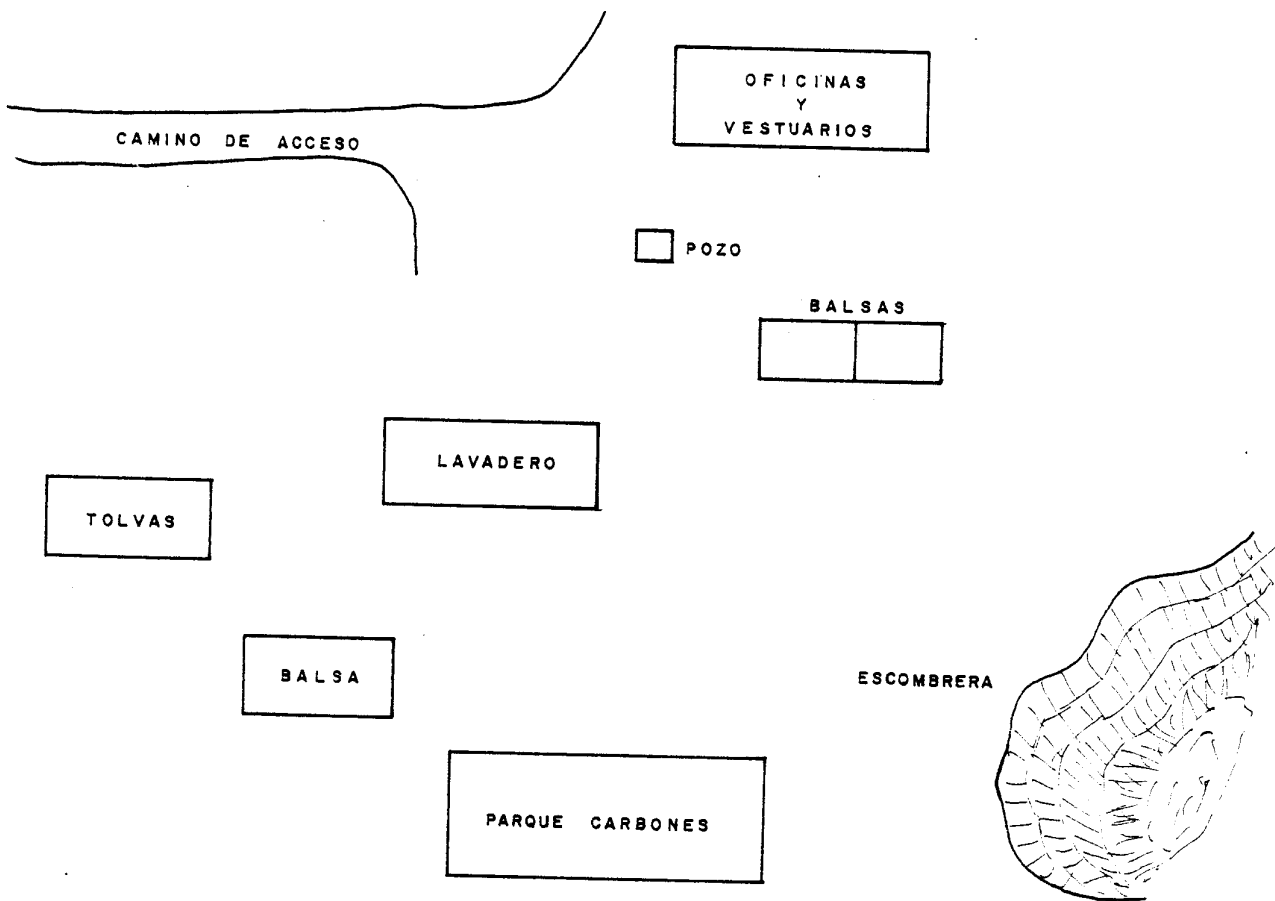 OFICINAS
Y
VESTUARIOS
CAMINO DE ACCESO
POZO
BALSAS
LAVADERO
TOLVAS
BALSA
ESCOMBRERA
PARQUE CARBONES